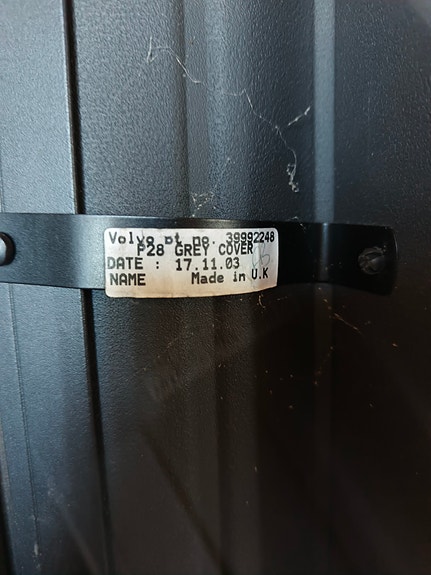 Volvo pt no. 39992248
P28 GREY COVER
DATE : 17.11.03
NAME Made in U.K